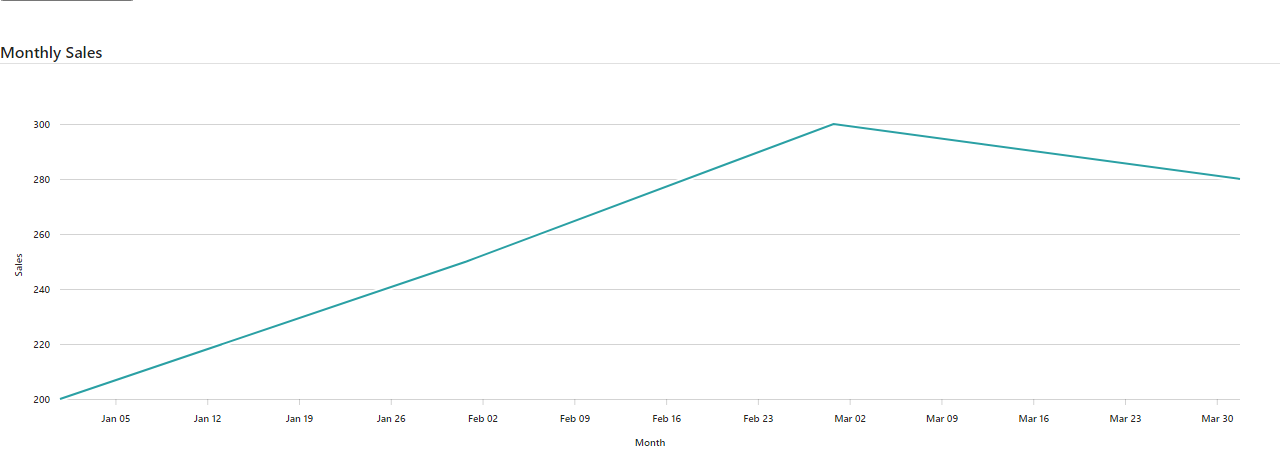 Monthly Sales
300
280
260
240
220
200
Sales
Jan 05 Jan 12 Jan 19 Jan 26 Feb 02 Feb 09 Feb 16 Feb 23 Mar 02 Mar 09 Mar 16 Mar 23 Mar 30
Month